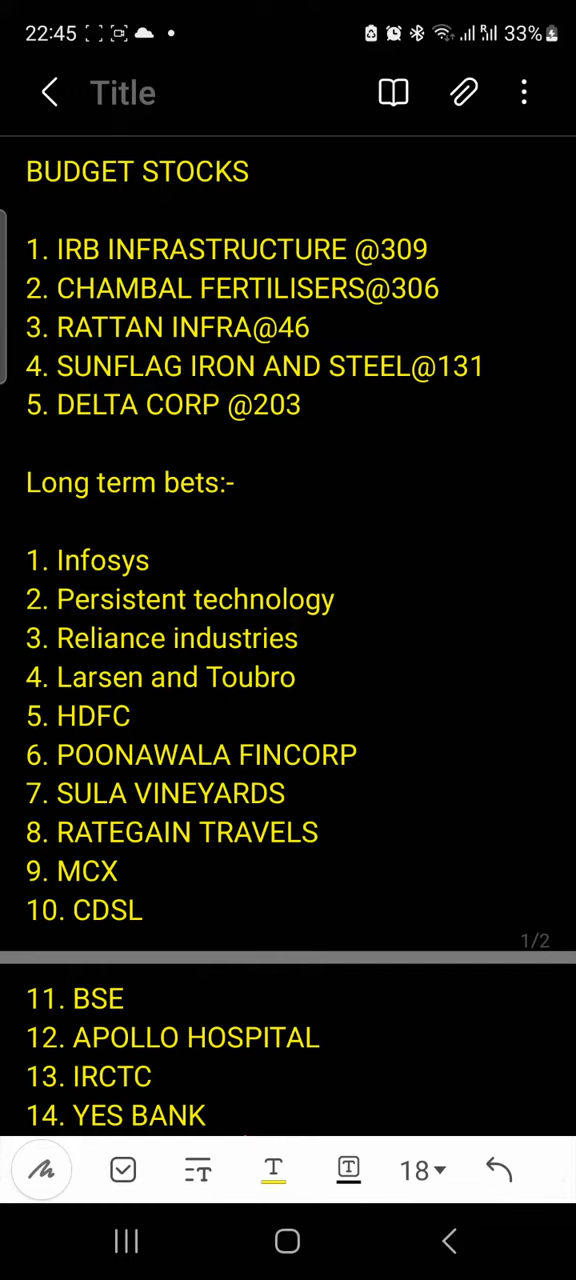 22:45
33%
Title
BUDGET STOCKS
1. IRB INFRASTRUCTURE @309
2. CHAMBAL FERTILISERS@306
3. RATTAN INFRA@46
4. SUNFLAG IRON AND STEEL@131
5. DELTA CORP @203
Long term bets:-
1. Infosys
2. Persistent technology
3. Reliance industries
4. Larsen and Toubro
5. HDFC
6. POONAWALA FINCORP
7. SULA VINEYARDS
8. RATEGAIN TRAVELS
9. MCX
10. CDSL
1/2
11. BSE
12. APOLLO HOSPITAL
13. IRCTC
14. YES BANK
18